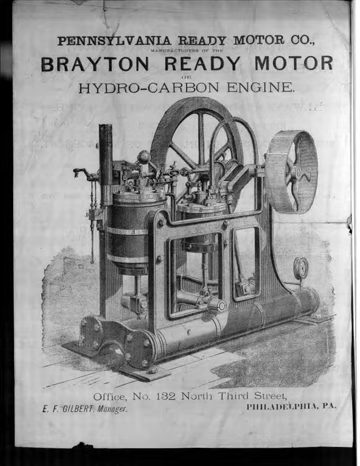 PENNSYLVANIA READY MOTOR CO.,
MANUFACTURERS OF THE
BRAYTON READY MOTOR
OR
HYDRO-CARBON ENGINE.
Office, No. 132 North Third Street,
E. F. GILBERT, Manager.
PHILADELPHIA, PA.